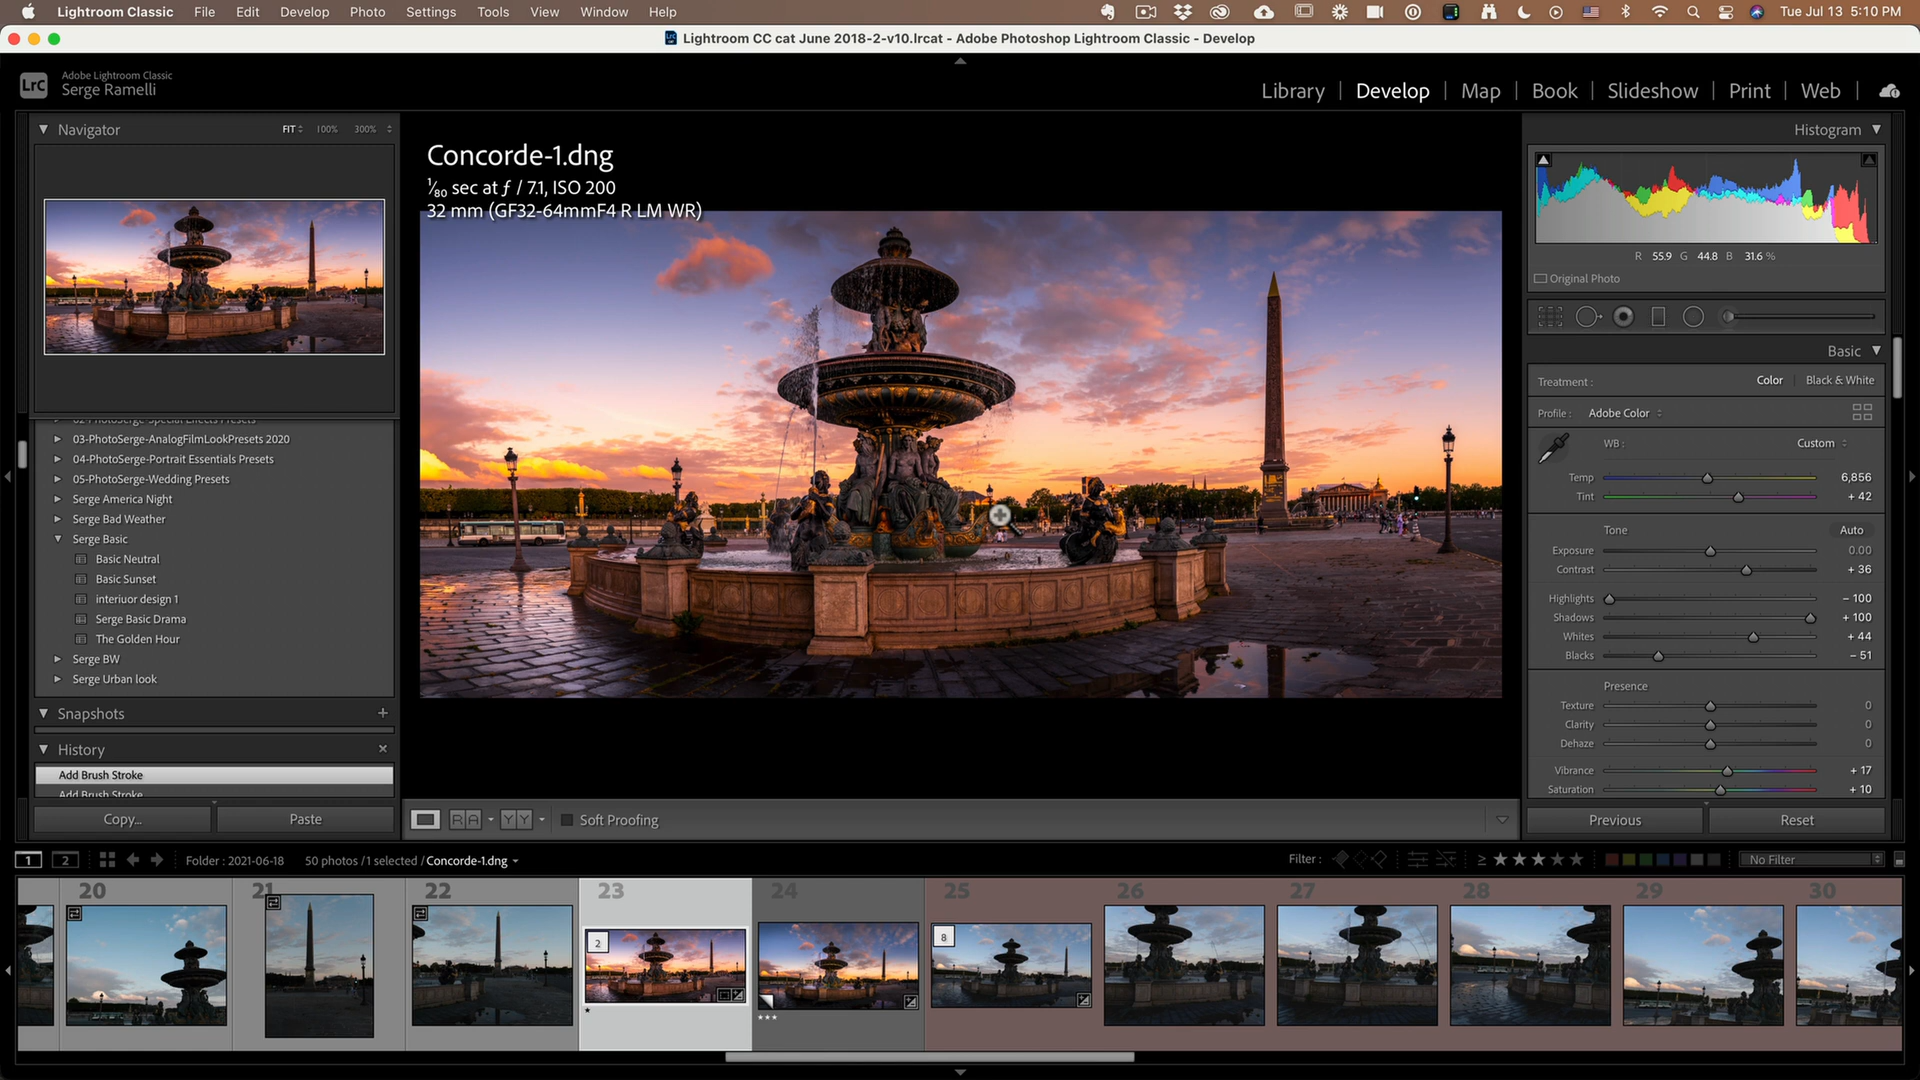 Lightroom Classic File Edit Develop Photo Settings Tools View Window Help Tue Jul 13 5:10 PM
Lightroom CC cat June 2018-2-v10.lrcat - Adobe Photoshop Lightroom Classic - Develop
LrC Adobe Lightroom Classic
Serge Ramelli
Library | Develop | Map | Book | Slideshow | Print | Web |
Navigator FIT 100% 300%
03-PhotoSerge-AnalogFilmLookPresets 2020
04-PhotoSerge-Portrait Essentials Presets
05-PhotoSerge-Wedding Presets
Serge America Night
Serge Bad Weather
Serge Basic
Basic Neutral
Basic Sunset
interiuor design 1
Serge Basic Drama
The Golden Hour
Serge BW
Serge Urban look
Snapshots +
History ×
Add Brush Stroke
Add Brush Stroke
Copy... Paste
Concorde-1.dng
1/80 sec at ƒ / 7.1, ISO 200
32 mm (GF32-64mmF4 R LM WR)
R A Y Y Soft Proofing
Histogram
R 55.9 G 44.8 B 31.6 %
Original Photo
Basic
Treatment : Color | Black & White
Profile : Adobe Color
WB : Custom
Temp 6,856
Tint + 42
Tone Auto
Exposure 0.00
Contrast + 36
Highlights – 100
Shadows + 100
Whites + 44
Blacks – 51
Presence
Texture 0
Clarity 0
Dehaze 0
Vibrance + 17
Saturation + 10
Previous Reset
1 2 Folder : 2021-06-18 50 photos / 1 selected / Concorde-1.dng Filter : ≥ ★★★★★ No Filter
20 21 22 23 24 25 26 27 28 29 30
2 8